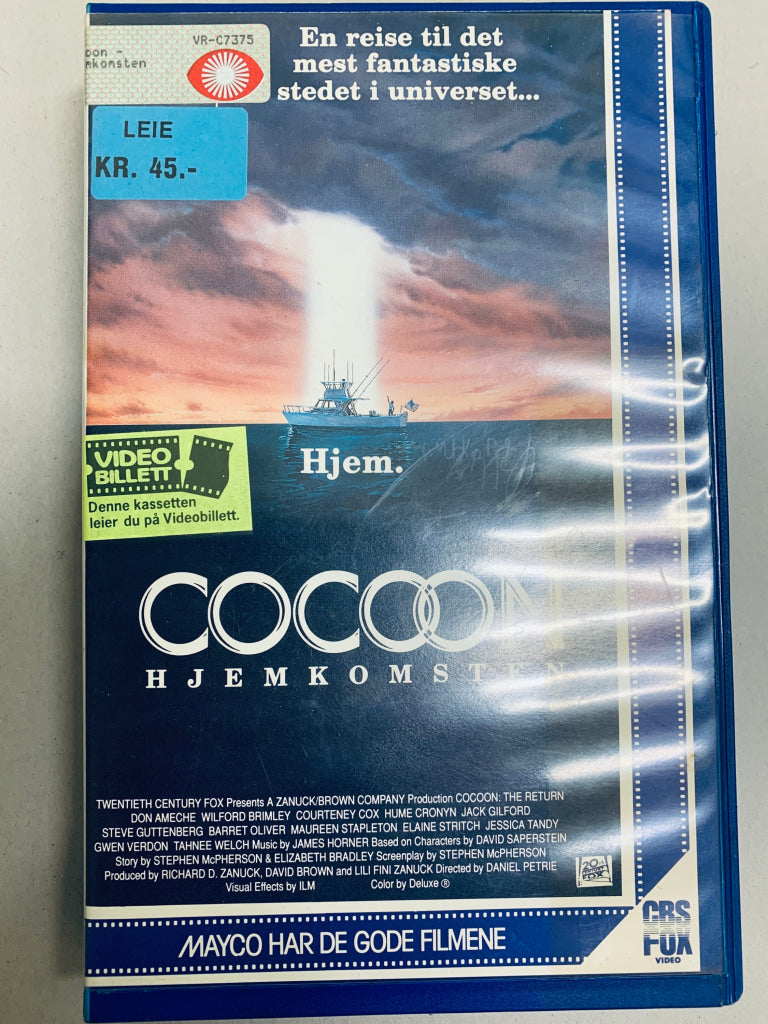 VR-C7375
oon -
mkomsten
En reise til det
mest fantastiske
stedet i universet...
LEIE
KR. 45.-
Hjem.
VIDEO
BILLETT
Denne kassetten
leier du på Videobillett.
COCOON
HJEMKOMSTEN
TWENTIETH CENTURY FOX Presents A ZANUCK/BROWN COMPANY Production COCOON: THE RETURN
DON AMECHE WILFORD BRIMLEY COURTENEY COX HUME CRONYN JACK GILFORD
STEVE GUTTENBERG BARRET OLIVER MAUREEN STAPLETON ELAINE STRITCH JESSICA TANDY
GWEN VERDON TAHNEE WELCH Music by JAMES HORNER Based on Characters by DAVID SAPERSTEIN
Story by STEPHEN McPHERSON & ELIZABETH BRADLEY Screenplay by STEPHEN McPHERSON
Produced by RICHARD D. ZANUCK, DAVID BROWN and LILI FINI ZANUCK Directed by DANIEL PETRIE
Visual Effects by ILM Color by Deluxe ®
20th
CENTURY
FOX
MAYCO HAR DE GODE FILMENE
CBS
FOX
VIDEO